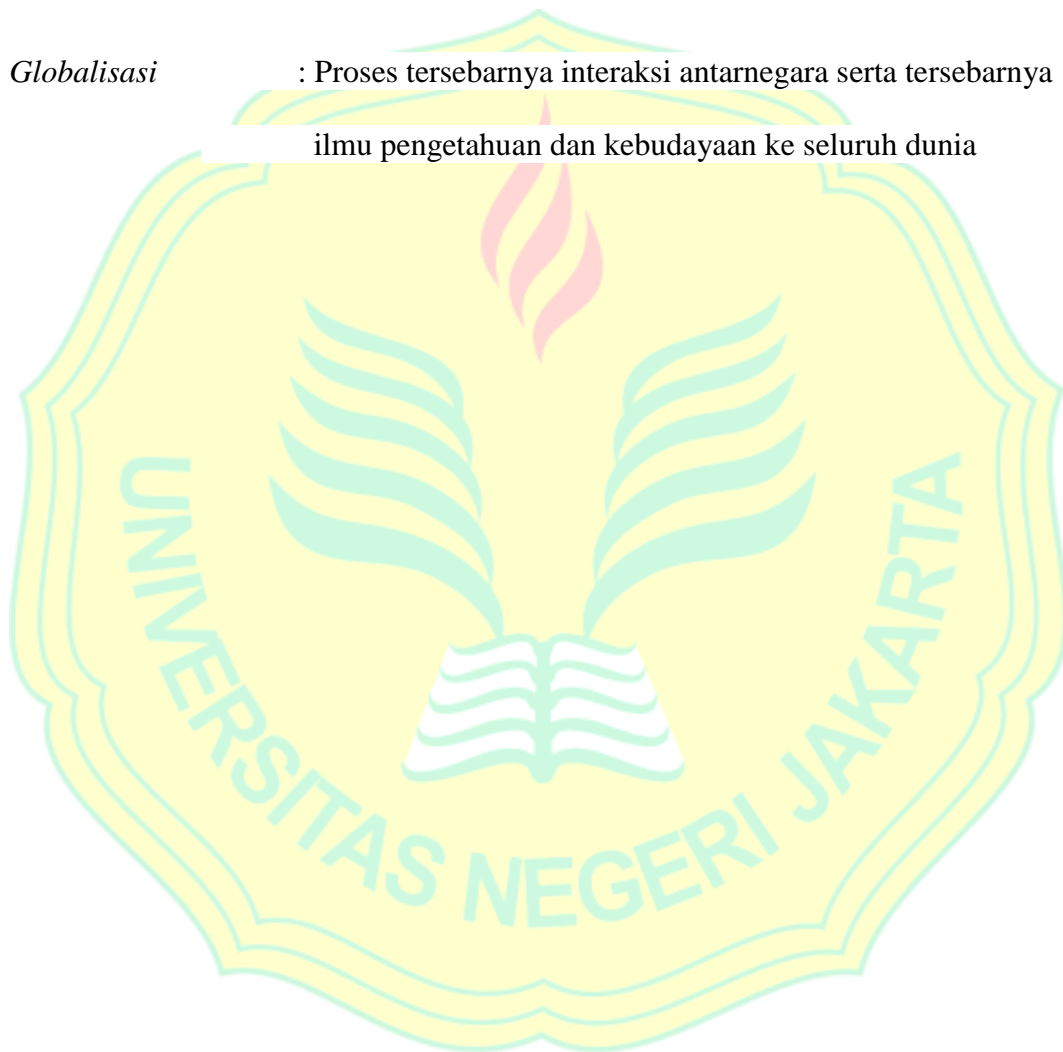 Globalisasi : Proses tersebarnya interaksi antarnegara serta tersebarnya
ilmu pengetahuan dan kebudayaan ke seluruh dunia
UNIVERSITAS NEGERI JAKARTA